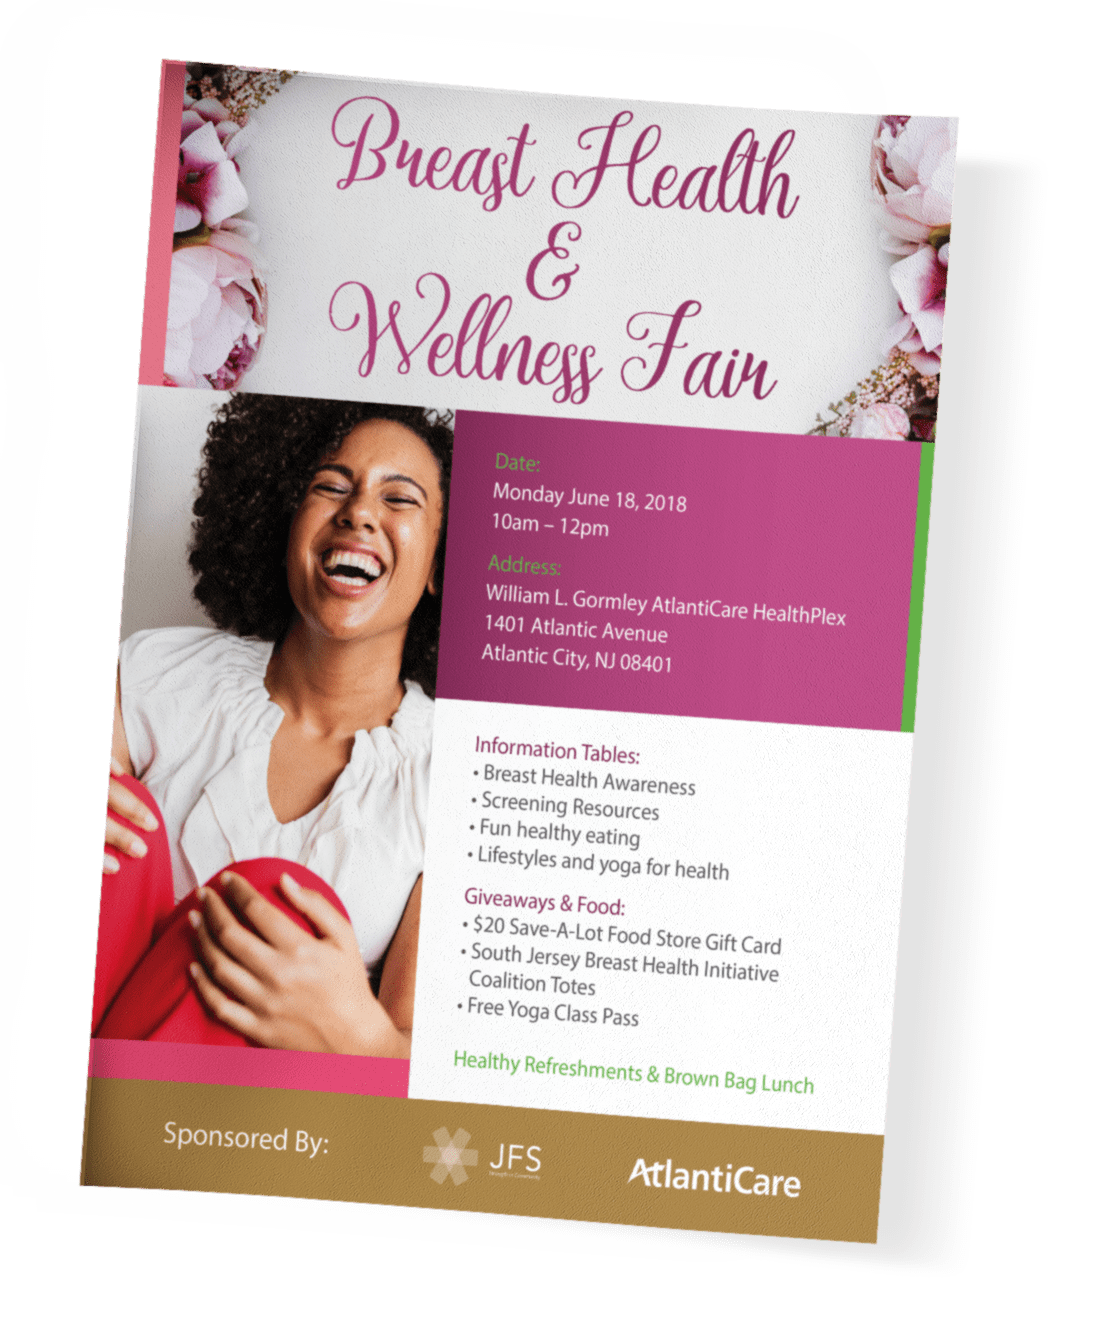 Breast Health
&
Wellness Fair
Date:
Monday June 18, 2018
10am – 12pm
Address:
William L. Gormley AtlantiCare HealthPlex
1401 Atlantic Avenue
Atlantic City, NJ 08401
Information Tables:
• Breast Health Awareness
• Screening Resources
• Fun healthy eating
• Lifestyles and yoga for health
Giveaways & Food:
• $20 Save-A-Lot Food Store Gift Card
• South Jersey Breast Health Initiative
Coalition Totes
• Free Yoga Class Pass
Healthy Refreshments & Brown Bag Lunch
Sponsored By:
JFS
AtlantiCare